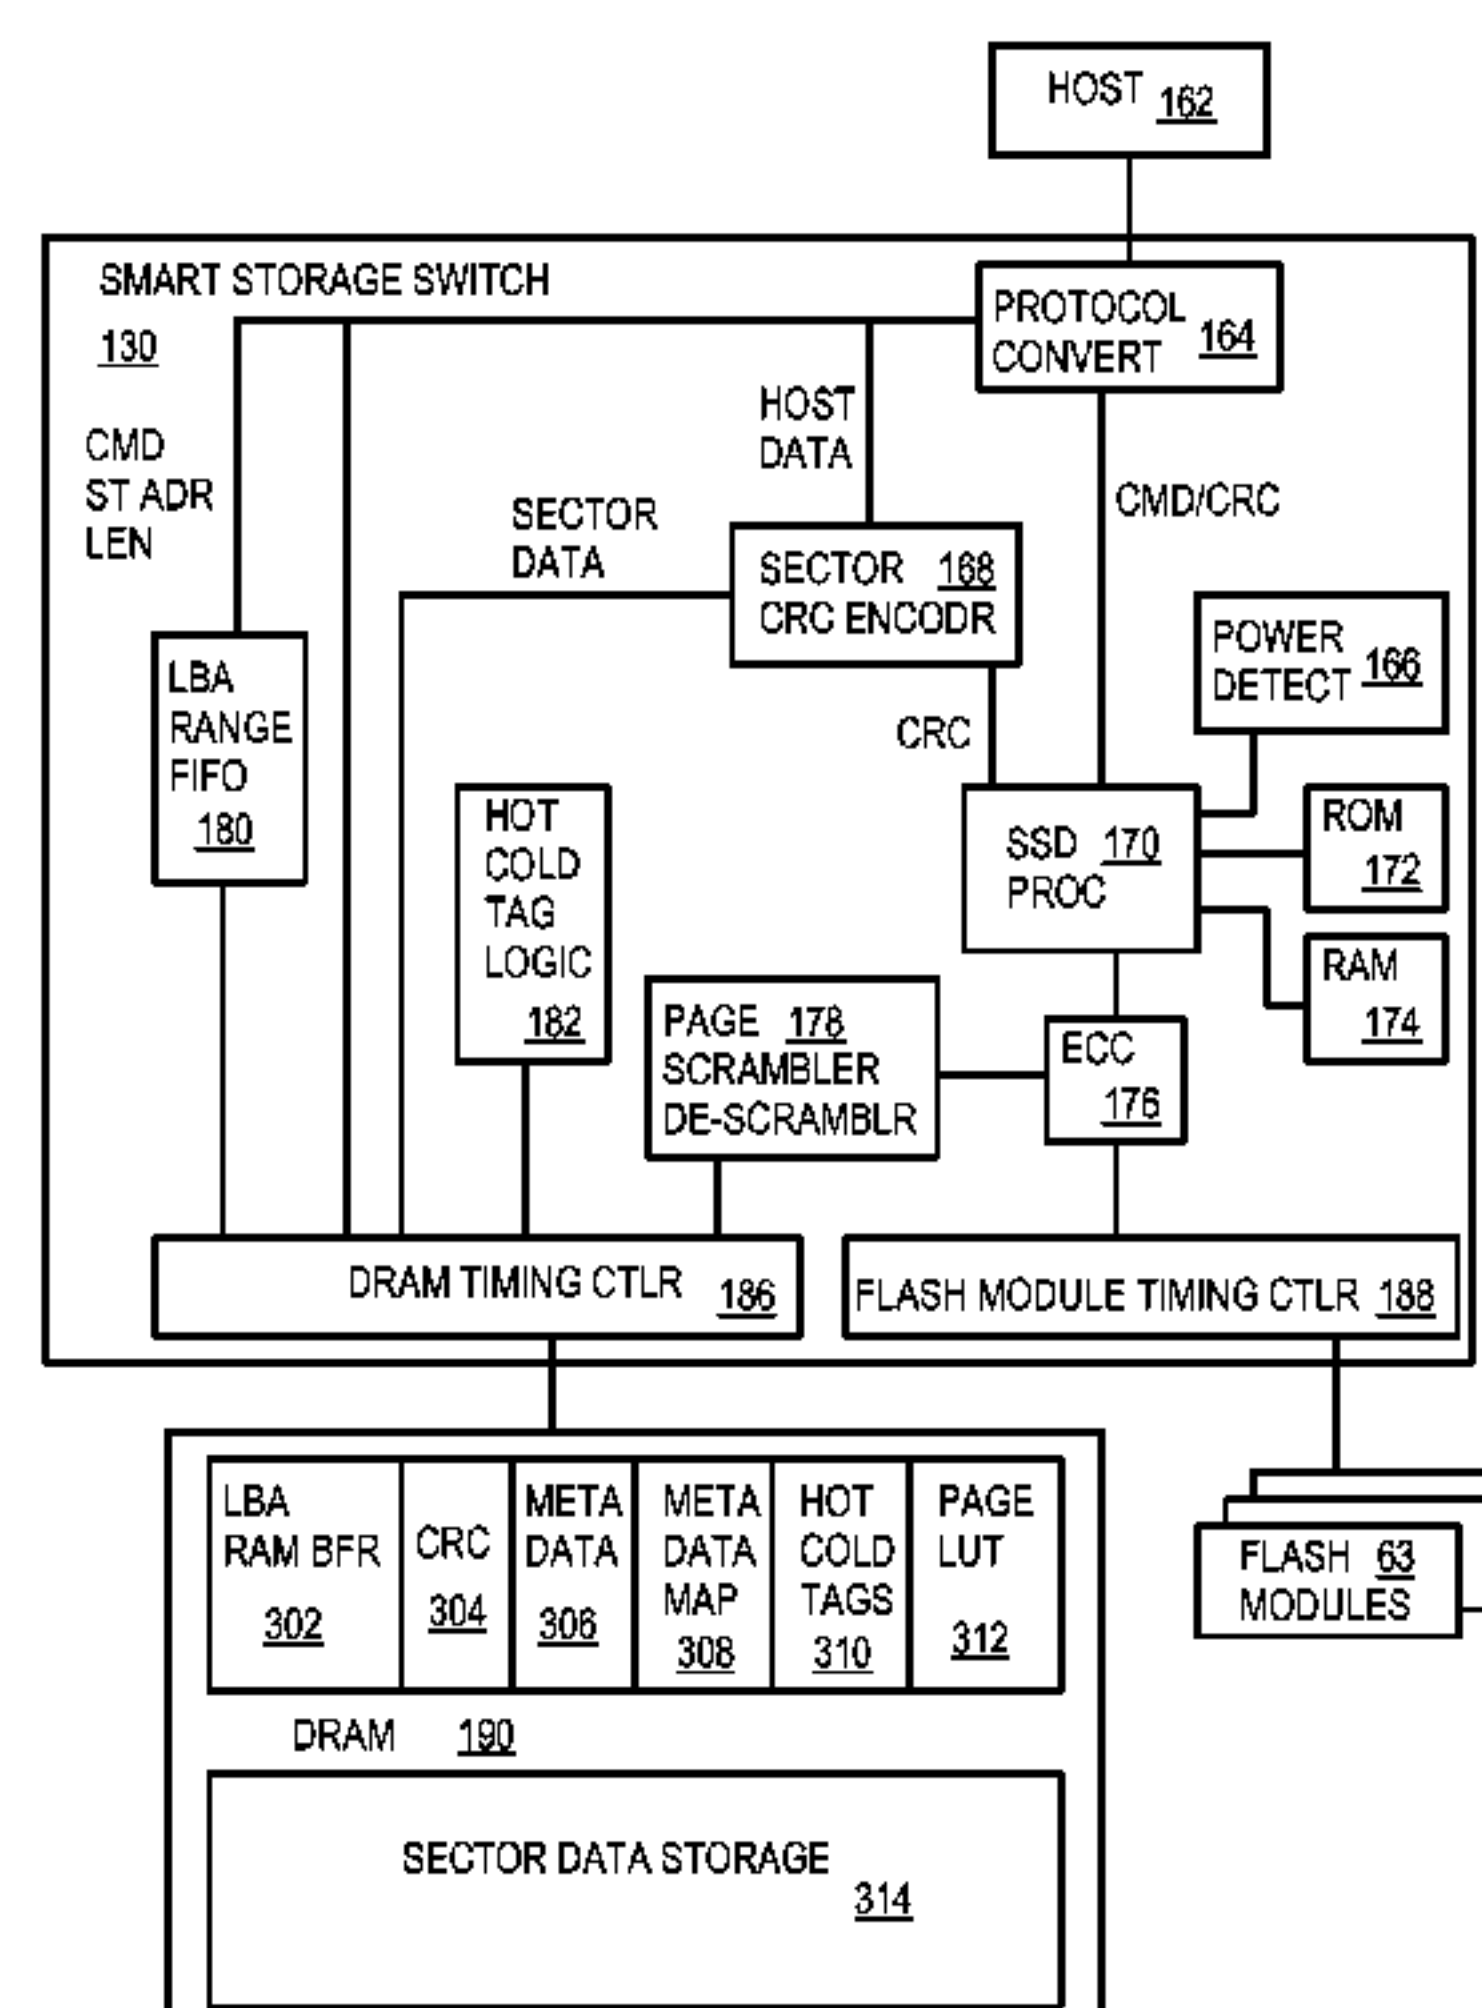 HOST 162
SMART STORAGE SWITCH
130
PROTOCOL
CONVERT 164
HOST
DATA
CMD
ST ADR
LEN
CMD/CRC
SECTOR
DATA
SECTOR 168
CRC ENCODR
POWER
DETECT 166
LBA
RANGE
FIFO
180
CRC
HOT
COLD
TAG
LOGIC
182
SSD 170
PROC
ROM
172
RAM
174
PAGE 178
SCRAMBLER
DE-SCRAMBLR
ECC
176
DRAM TIMING CTLR 186
FLASH MODULE TIMING CTLR 188
LBA
RAM BFR
302
CRC
304
META
DATA
306
META
DATA
MAP
308
HOT
COLD
TAGS
310
PAGE
LUT
312
FLASH 63
MODULES
DRAM 190
SECTOR DATA STORAGE
314